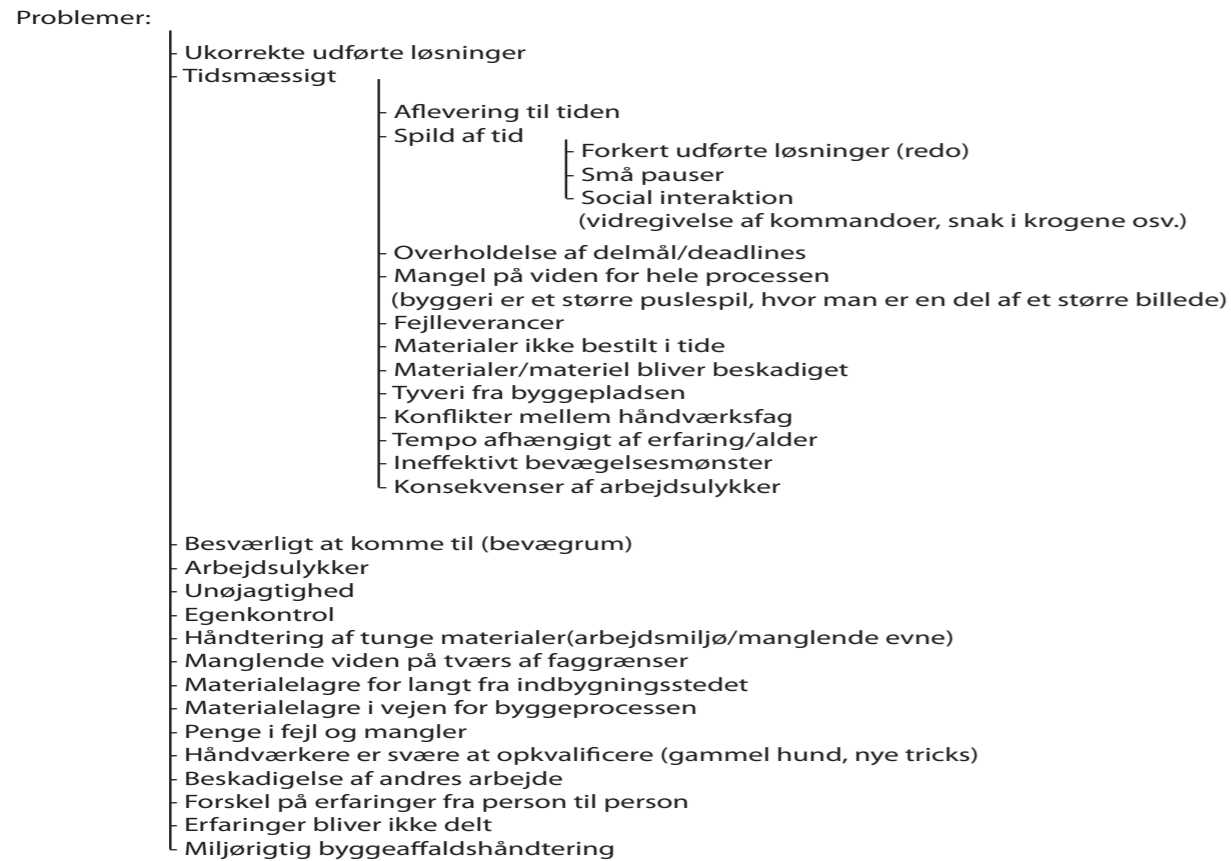 Problemer:
- Ukorrekte udførte løsninger
- Tidsmæssigt
- Aflevering til tiden
- Spild af tid
- Forkert udførte løsninger (redo)
- Små pauser
- Social interaktion
(vidregivelse af kommandoer, snak i krogene osv.)
- Overholdelse af delmål/deadlines
- Mangel på viden for hele processen
(byggeri er et større puslespil, hvor man er en del af et større billede)
- Fejlleverancer
- Materialer ikke bestilt i tide
- Materialer/materiel bliver beskadiget
- Tyveri fra byggepladsen
- Konflikter mellem håndværksfag
- Tempo afhængigt af erfaring/alder
- Ineffektivt bevægelsesmønster
- Konsekvenser af arbejdsulykker
- Besværligt at komme til (bevægrum)
- Arbejdsulykker
- Unøjagtighed
- Egenkontrol
- Håndtering af tunge materialer(arbejdsmiljø/manglende evne)
- Manglende viden på tværs af faggrænser
- Materialelagre for langt fra indbygningsstedet
- Materialelagre i vejen for byggeprocessen
- Penge i fejl og mangler
- Håndværkere er svære at opkvalificere (gammel hund, nye tricks)
- Beskadigelse af andres arbejde
- Forskel på erfaringer fra person til person
- Erfaringer bliver ikke delt
- Miljørigtig byggeaffaldshåndtering